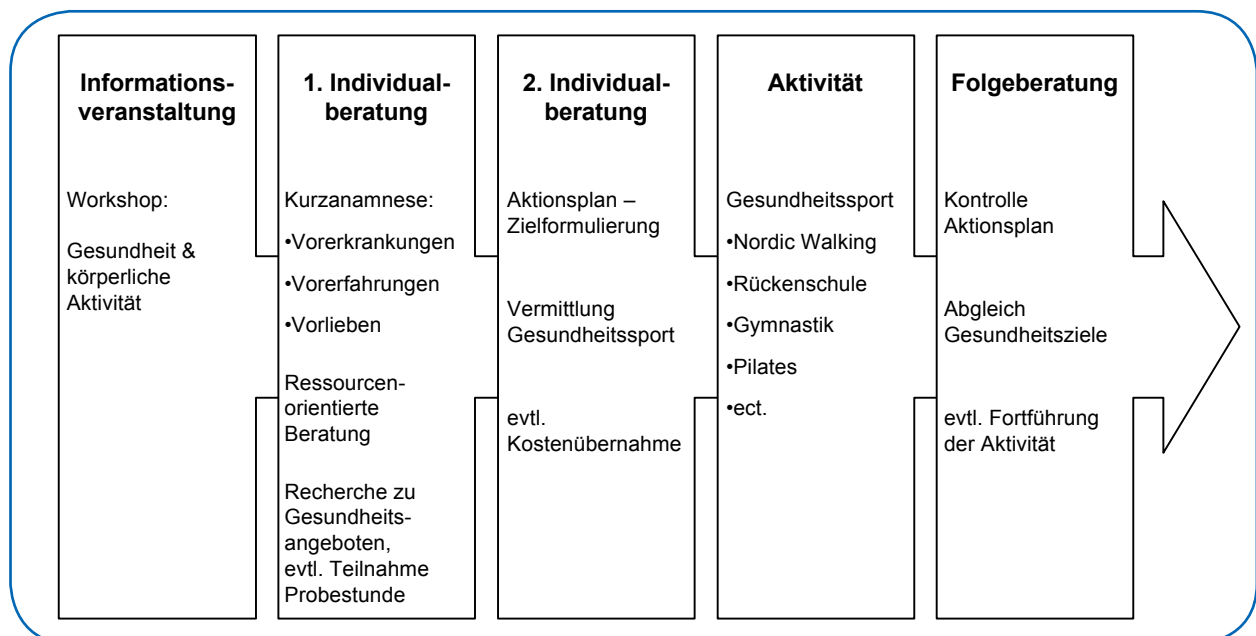 Informations-
veranstaltung
Workshop:
Gesundheit &
körperliche
Aktivität
1. Individual-
beratung
Kurzanamnese:
•Vorerkrankungen
•Vorerfahrungen
•Vorlieben
Ressourcen-
orientierte
Beratung
Recherche zu
Gesundheits-
angeboten,
evtl. Teilnahme
Probestunde
2. Individual-
beratung
Aktionsplan –
Zielformulierung
Vermittlung
Gesundheitssport
evtl.
Kostenübernahme
Aktivität
Gesundheitssport
•Nordic Walking
•Rückenschule
•Gymnastik
•Pilates
•ect.
Folgeberatung
Kontrolle
Aktionsplan
Abgleich
Gesundheitsziele
evtl. Fortführung
der Aktivität